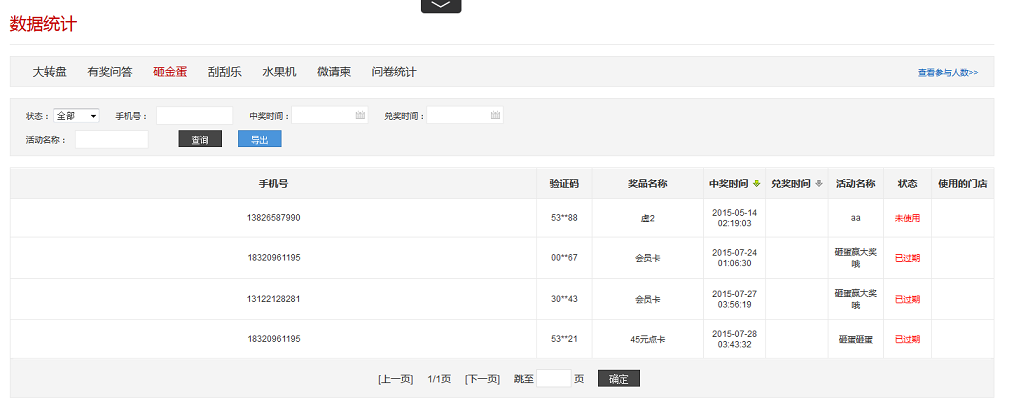 数据统计
大转盘 有奖问答 砸金蛋 刮刮乐 水果机 微请柬 问卷统计 查看参与人数>>
状态： 全部 手机号： 中奖时间： 兑奖时间：
活动名称： 查询 导出
手机号 验证码 奖品名称 中奖时间 兑奖时间 活动名称 状态 使用的门店
13826587990 53**88 虚2 2015-05-14 02:19:03 aa 未使用
18320961195 00**67 会员卡 2015-07-24 01:06:30 砸蛋赢大奖哦 已过期
13122128281 30**43 会员卡 2015-07-27 03:56:19 砸蛋赢大奖哦 已过期
18320961195 53**21 45元点卡 2015-07-28 03:43:32 砸蛋砸蛋 已过期
[上一页] 1/1页 [下一页] 跳至 页 确定